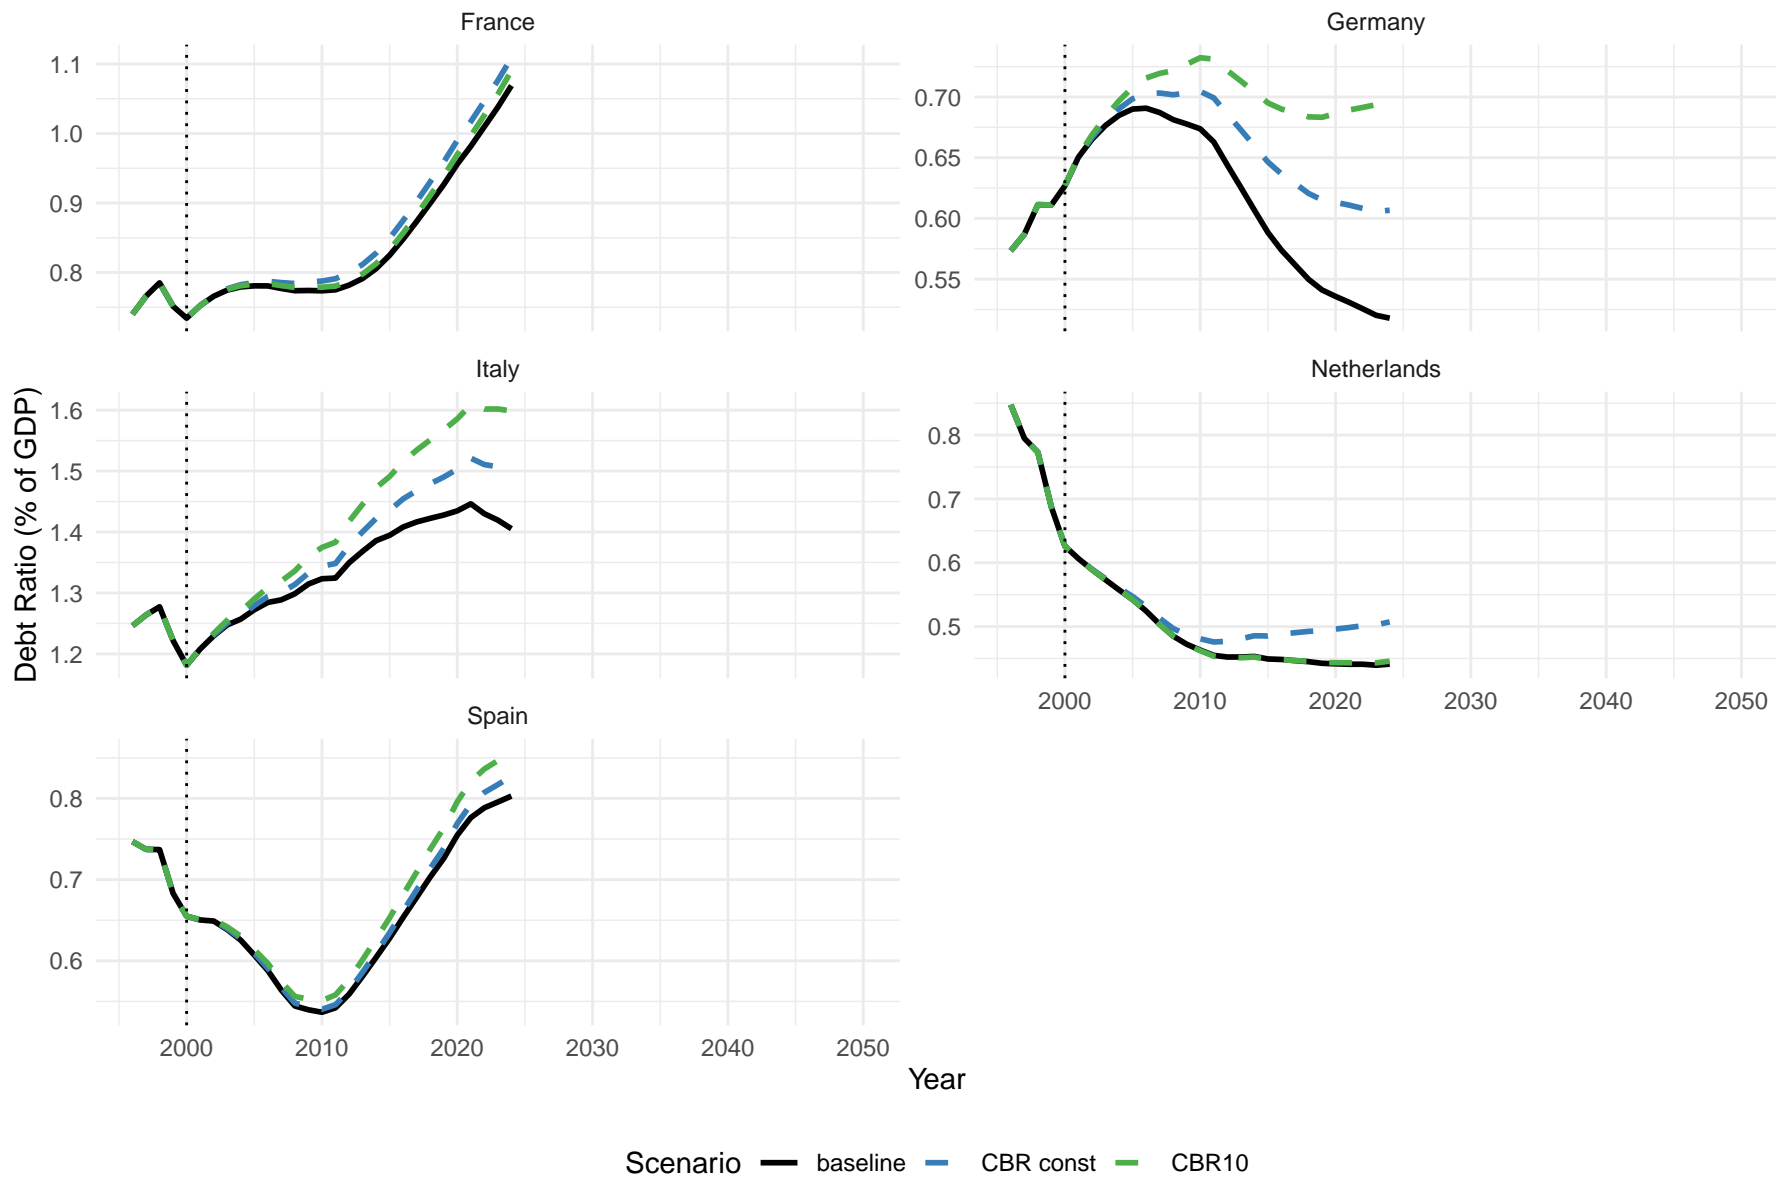 France
Germany
1.1
1.0
0.9
0.8
0.70
0.65
0.60
0.55
Italy
Netherlands
Debt Ratio (% of GDP)
1.6
1.5
1.4
1.3
1.2
0.8
0.7
0.6
0.5
2000 2010 2020 2030 2040 2050
Spain
0.8
0.7
0.6
2000 2010 2020 2030 2040 2050
Year
Scenario baseline CBR const CBR10